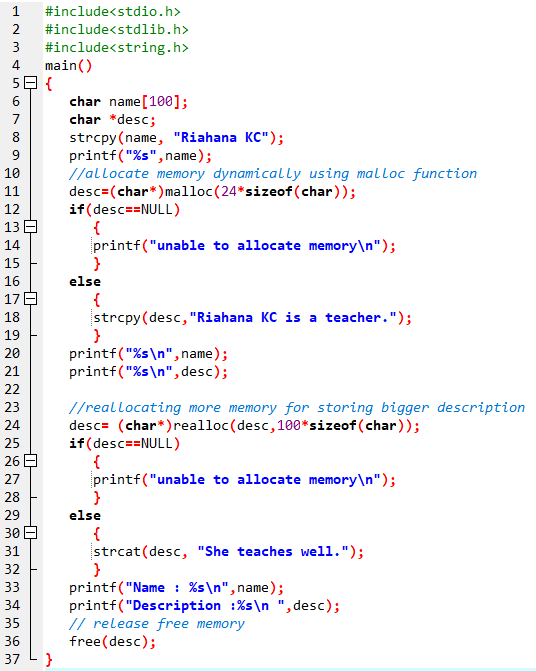 1 #include<stdio.h>
2 #include<stdlib.h>
3 #include<string.h>
4 main()
5 {
6 char name[100];
7 char *desc;
8 strcpy(name, "Riahana KC");
9 printf("%s",name);
10 //allocate memory dynamically using malloc function
11 desc=(char*)malloc(24*sizeof(char));
12 if(desc==NULL)
13 {
14 printf("unable to allocate memory\n");
15 }
16 else
17 {
18 strcpy(desc,"Riahana KC is a teacher.");
19 }
20 printf("%s\n",name);
21 printf("%s\n",desc);
22
23 //reallocating more memory for storing bigger description
24 desc= (char*)realloc(desc,100*sizeof(char));
25 if(desc==NULL)
26 {
27 printf("unable to allocate memory\n");
28 }
29 else
30 {
31 strcat(desc, "She teaches well.");
32 }
33 printf("Name : %s\n",name);
34 printf("Description :%s\n ",desc);
35 // release free memory
36 free(desc);
37 }